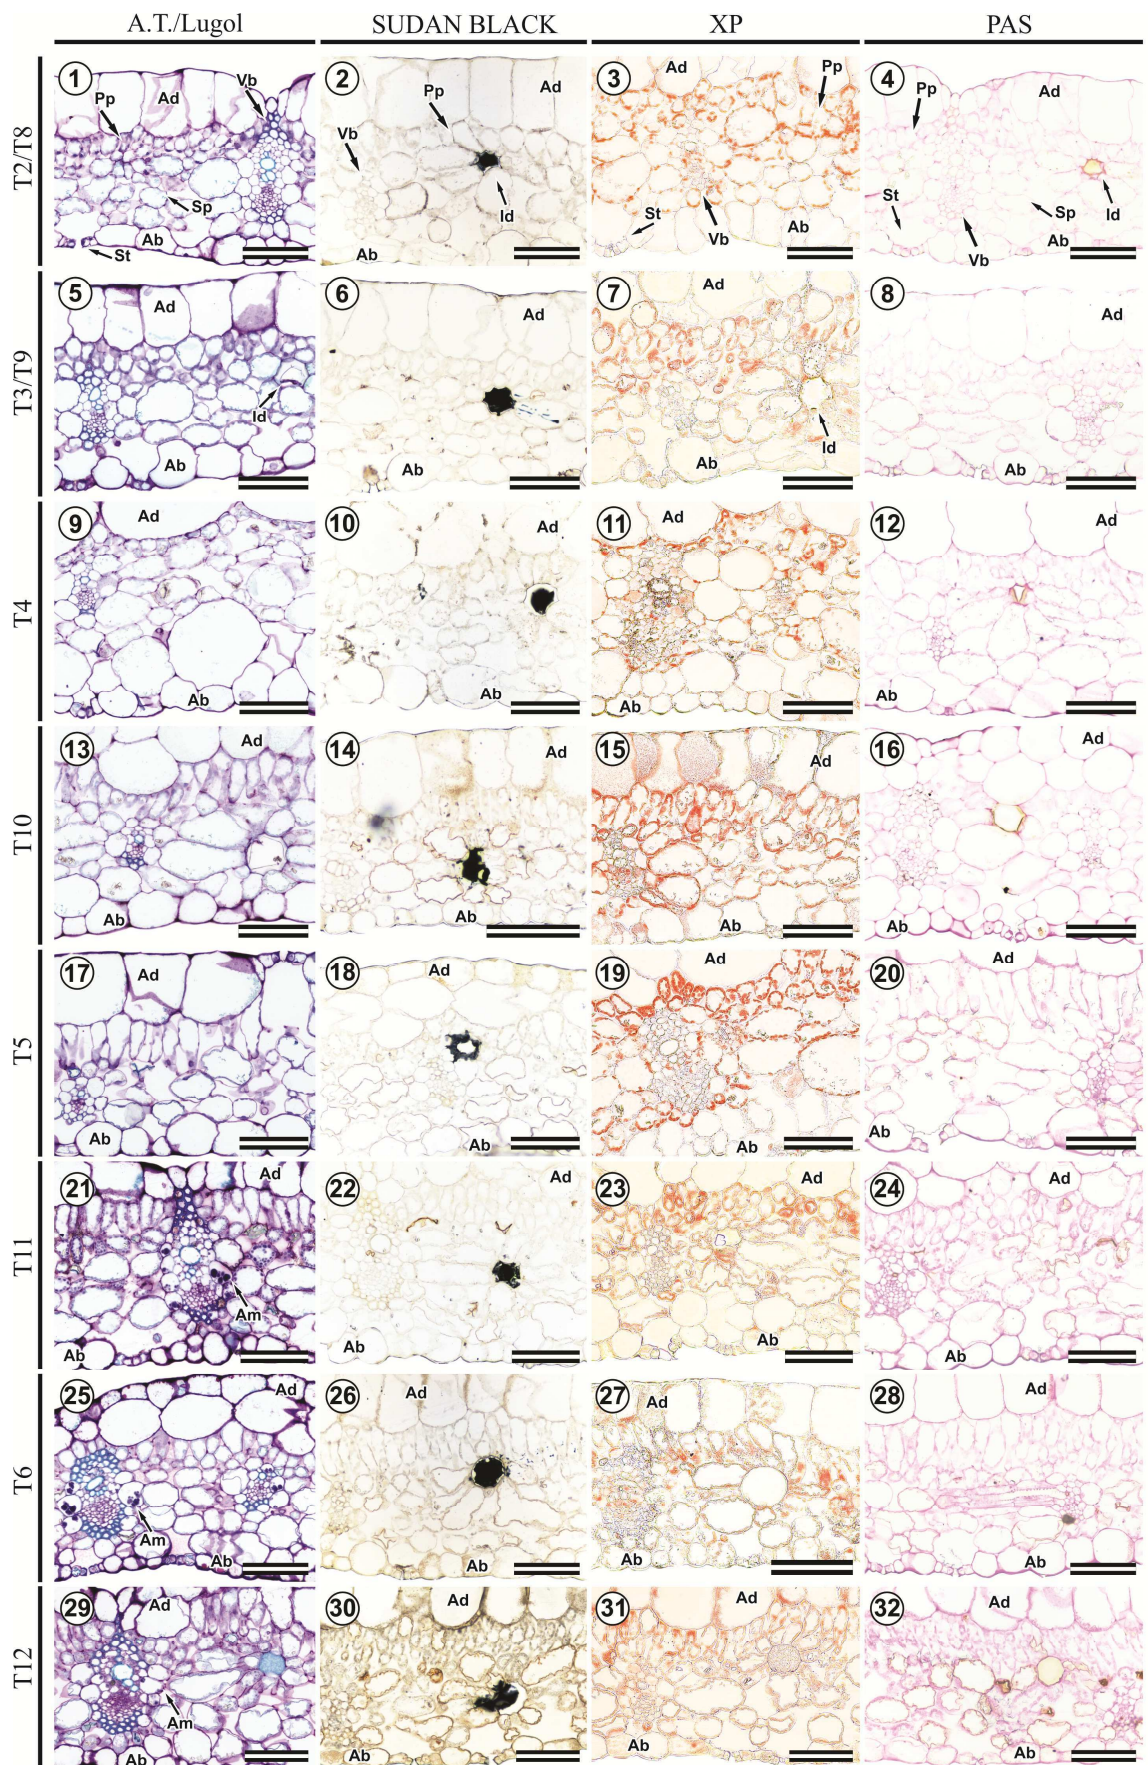 A.T./Lugol SUDAN BLACK XP PAS
T2/T8
1 Pp Ad Vb Sp Ab St
2 Pp Ad Vb Id Ab
3 Ad Pp St Vb Ab
4 Pp Ad St Sp Id Vb Ab
T3/T9
5 Ad Id Ab
6 Ad Ab
7 Ad Id Ab
8 Ad Ab
T4
9 Ad Ab
10 Ad Ab
11 Ad Ab
12 Ad Ab
T10
13 Ad Ab
14 Ad Ab
15 Ad Ab
16 Ad Ab
T5
17 Ad Ab
18 Ad Ab
19 Ad Ab
20 Ad Ab
T11
21 Ad Am Ab
22 Ad Ab
23 Ad Ab
24 Ad Ab
T6
25 Ad Am Ab
26 Ad Ab
27 Ad Ab
28 Ad Ab
T12
29 Ad Am Ab
30 Ad Ab
31 Ad Ab
32 Ad Ab